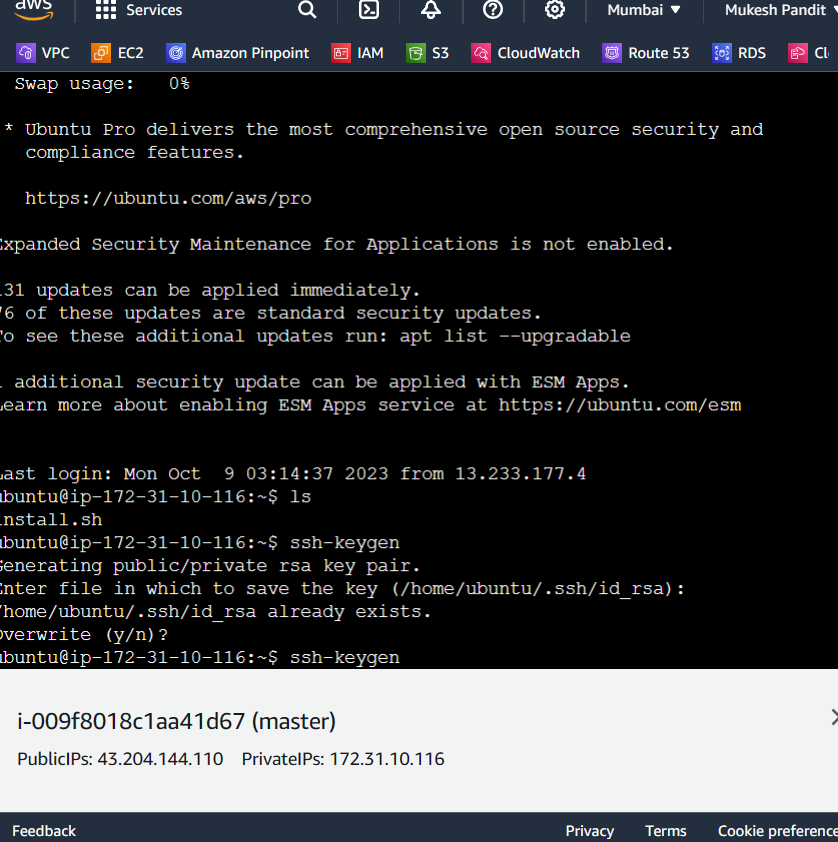 aws Services Mumbai ▼ Mukesh Pandit
VPC EC2 Amazon Pinpoint IAM S3 CloudWatch Route 53 RDS
Swap usage: 0%
* Ubuntu Pro delivers the most comprehensive open source security and
compliance features.
https://ubuntu.com/aws/pro
Expanded Security Maintenance for Applications is not enabled.
31 updates can be applied immediately.
76 of these updates are standard security updates.
To see these additional updates run: apt list --upgradable
1 additional security update can be applied with ESM Apps.
Learn more about enabling ESM Apps service at https://ubuntu.com/esm
Last login: Mon Oct  9 03:14:37 2023 from 13.233.177.4
ubuntu@ip-172-31-10-116:~$ ls
install.sh
ubuntu@ip-172-31-10-116:~$ ssh-keygen
Generating public/private rsa key pair.
Enter file in which to save the key (/home/ubuntu/.ssh/id_rsa):
/home/ubuntu/.ssh/id_rsa already exists.
Overwrite (y/n)?
ubuntu@ip-172-31-10-116:~$ ssh-keygen
i-009f8018c1aa41d67 (master)
PublicIPs: 43.204.144.110 PrivateIPs: 172.31.10.116
Feedback Privacy Terms Cookie preference